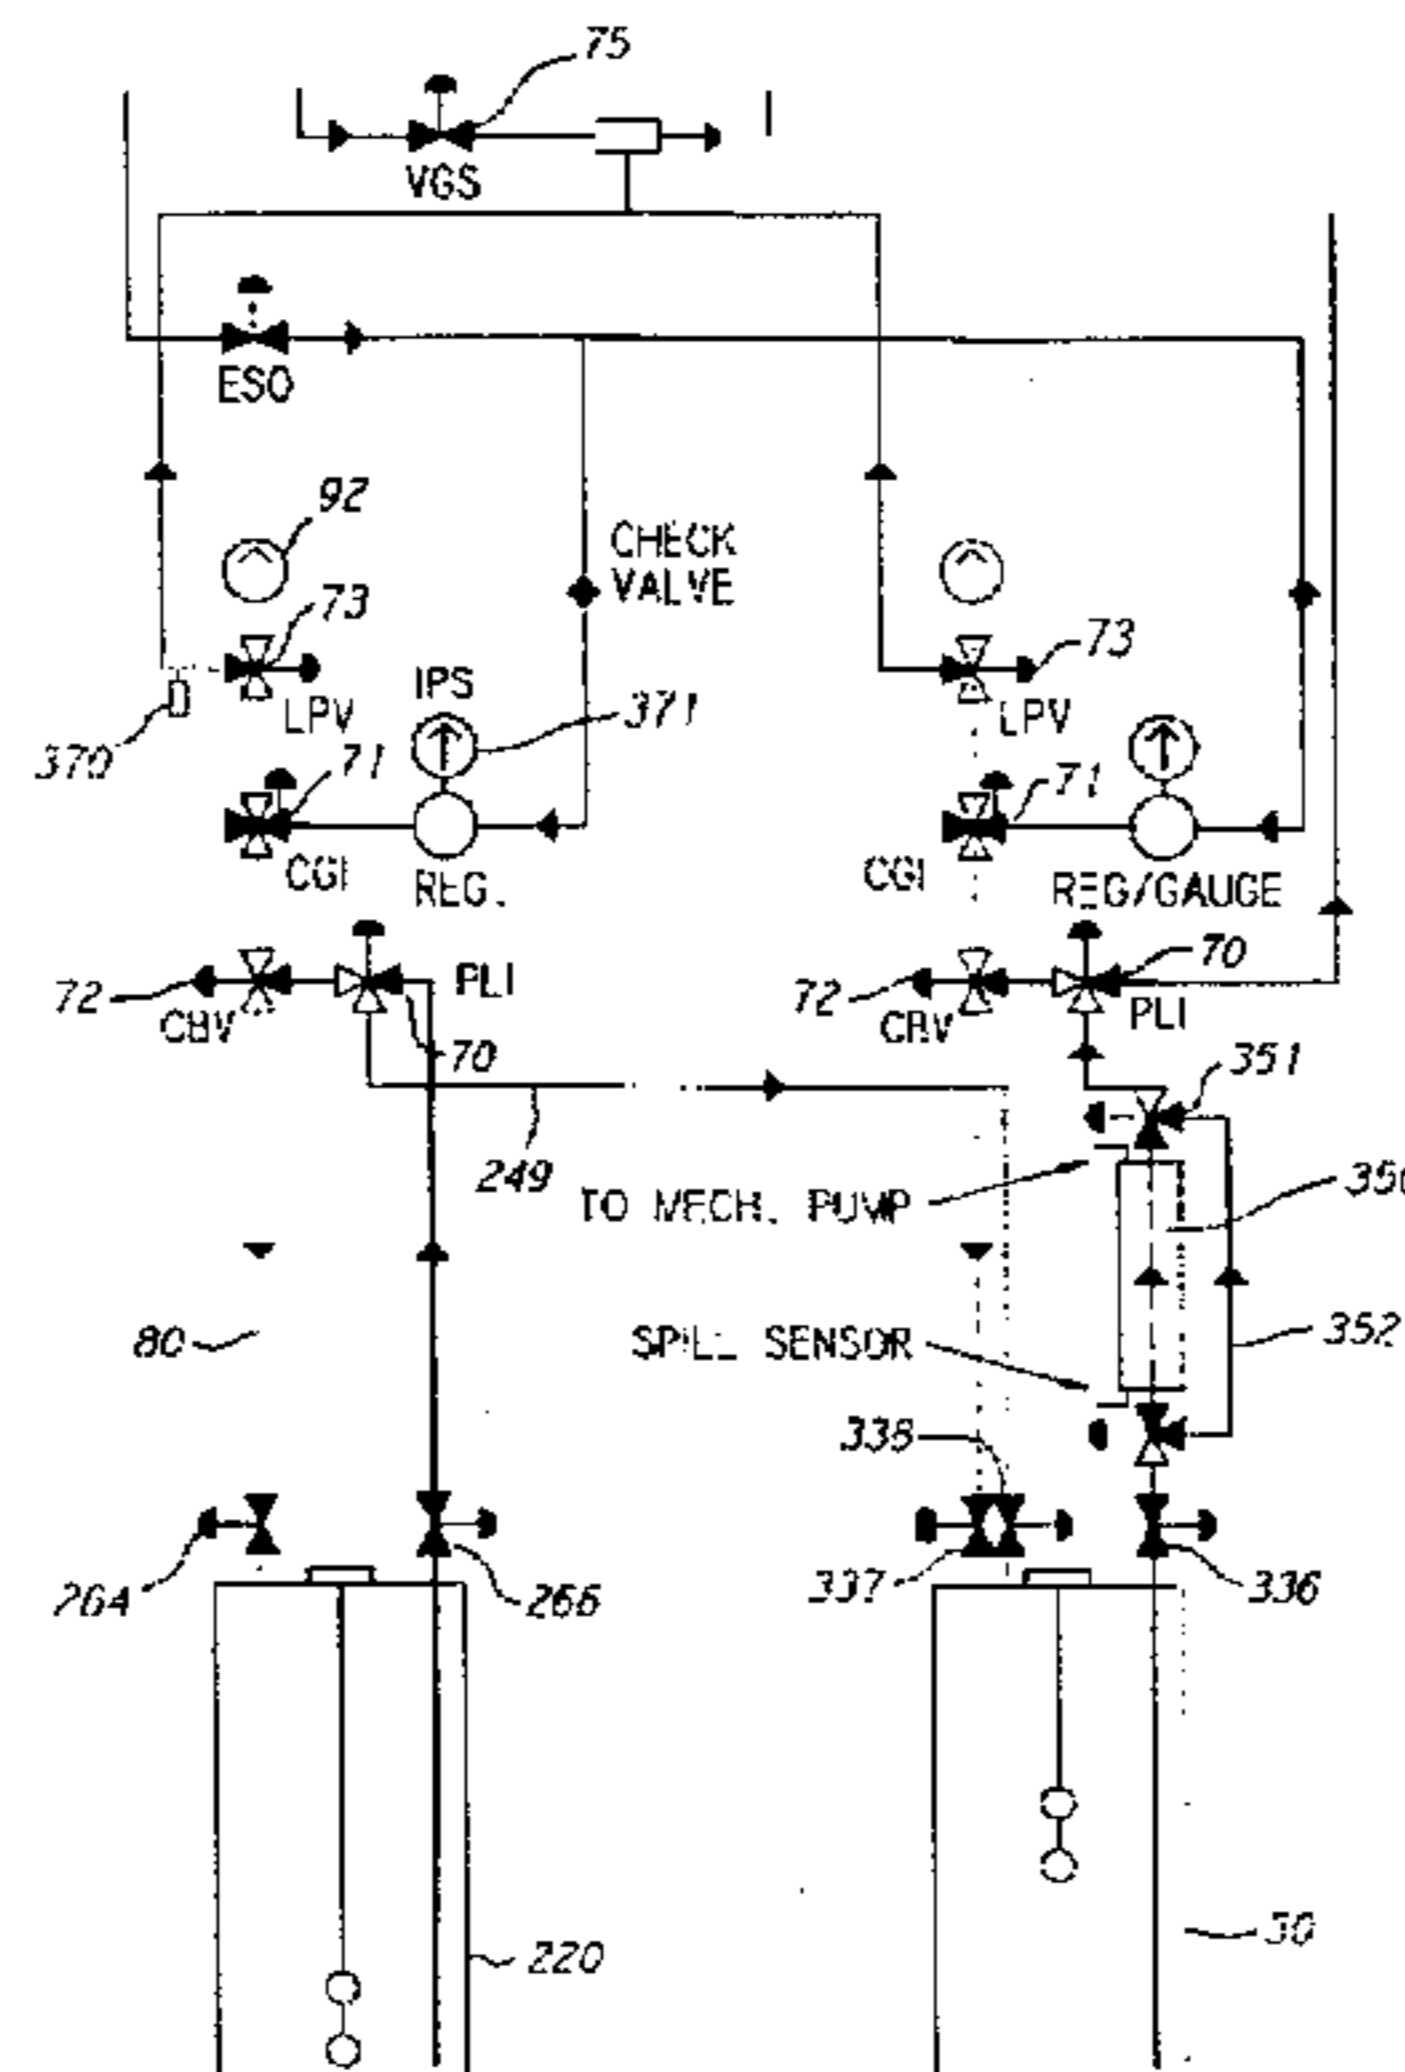 75
VGS
ESO
92
CHECK
VALVE
73
73
IPS
LPV
371
LPV
370
71
71
CGI
REG.
CGI
REG/GAUGE
72
CBV
PLI
70
72
CBV
70
PLI
351
249
TO MECH. PUMP
80
SPILL SENSOR
352
338
264
266
337
336
220
30